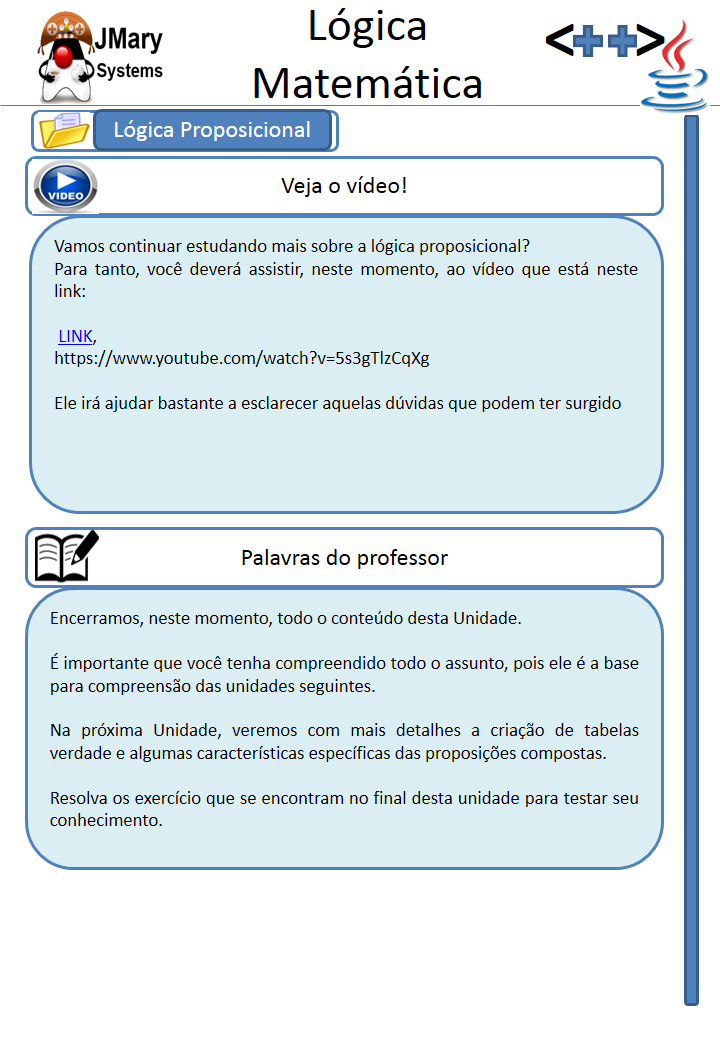 JMary
Systems
Lógica
Matemática
<++>
Lógica Proposicional
VIDEO
Veja o vídeo!
Vamos continuar estudando mais sobre a lógica proposicional?
Para tanto, você deverá assistir, neste momento, ao vídeo que está neste
link:
LINK,
https://www.youtube.com/watch?v=5s3gTlzCqXg
Ele irá ajudar bastante a esclarecer aquelas dúvidas que podem ter surgido
Palavras do professor
Encerramos, neste momento, todo o conteúdo desta Unidade.
É importante que você tenha compreendido todo o assunto, pois ele é a base
para compreensão das unidades seguintes.
Na próxima Unidade, veremos com mais detalhes a criação de tabelas
verdade e algumas características específicas das proposições compostas.
Resolva os exercício que se encontram no final desta unidade para testar seu
conhecimento.